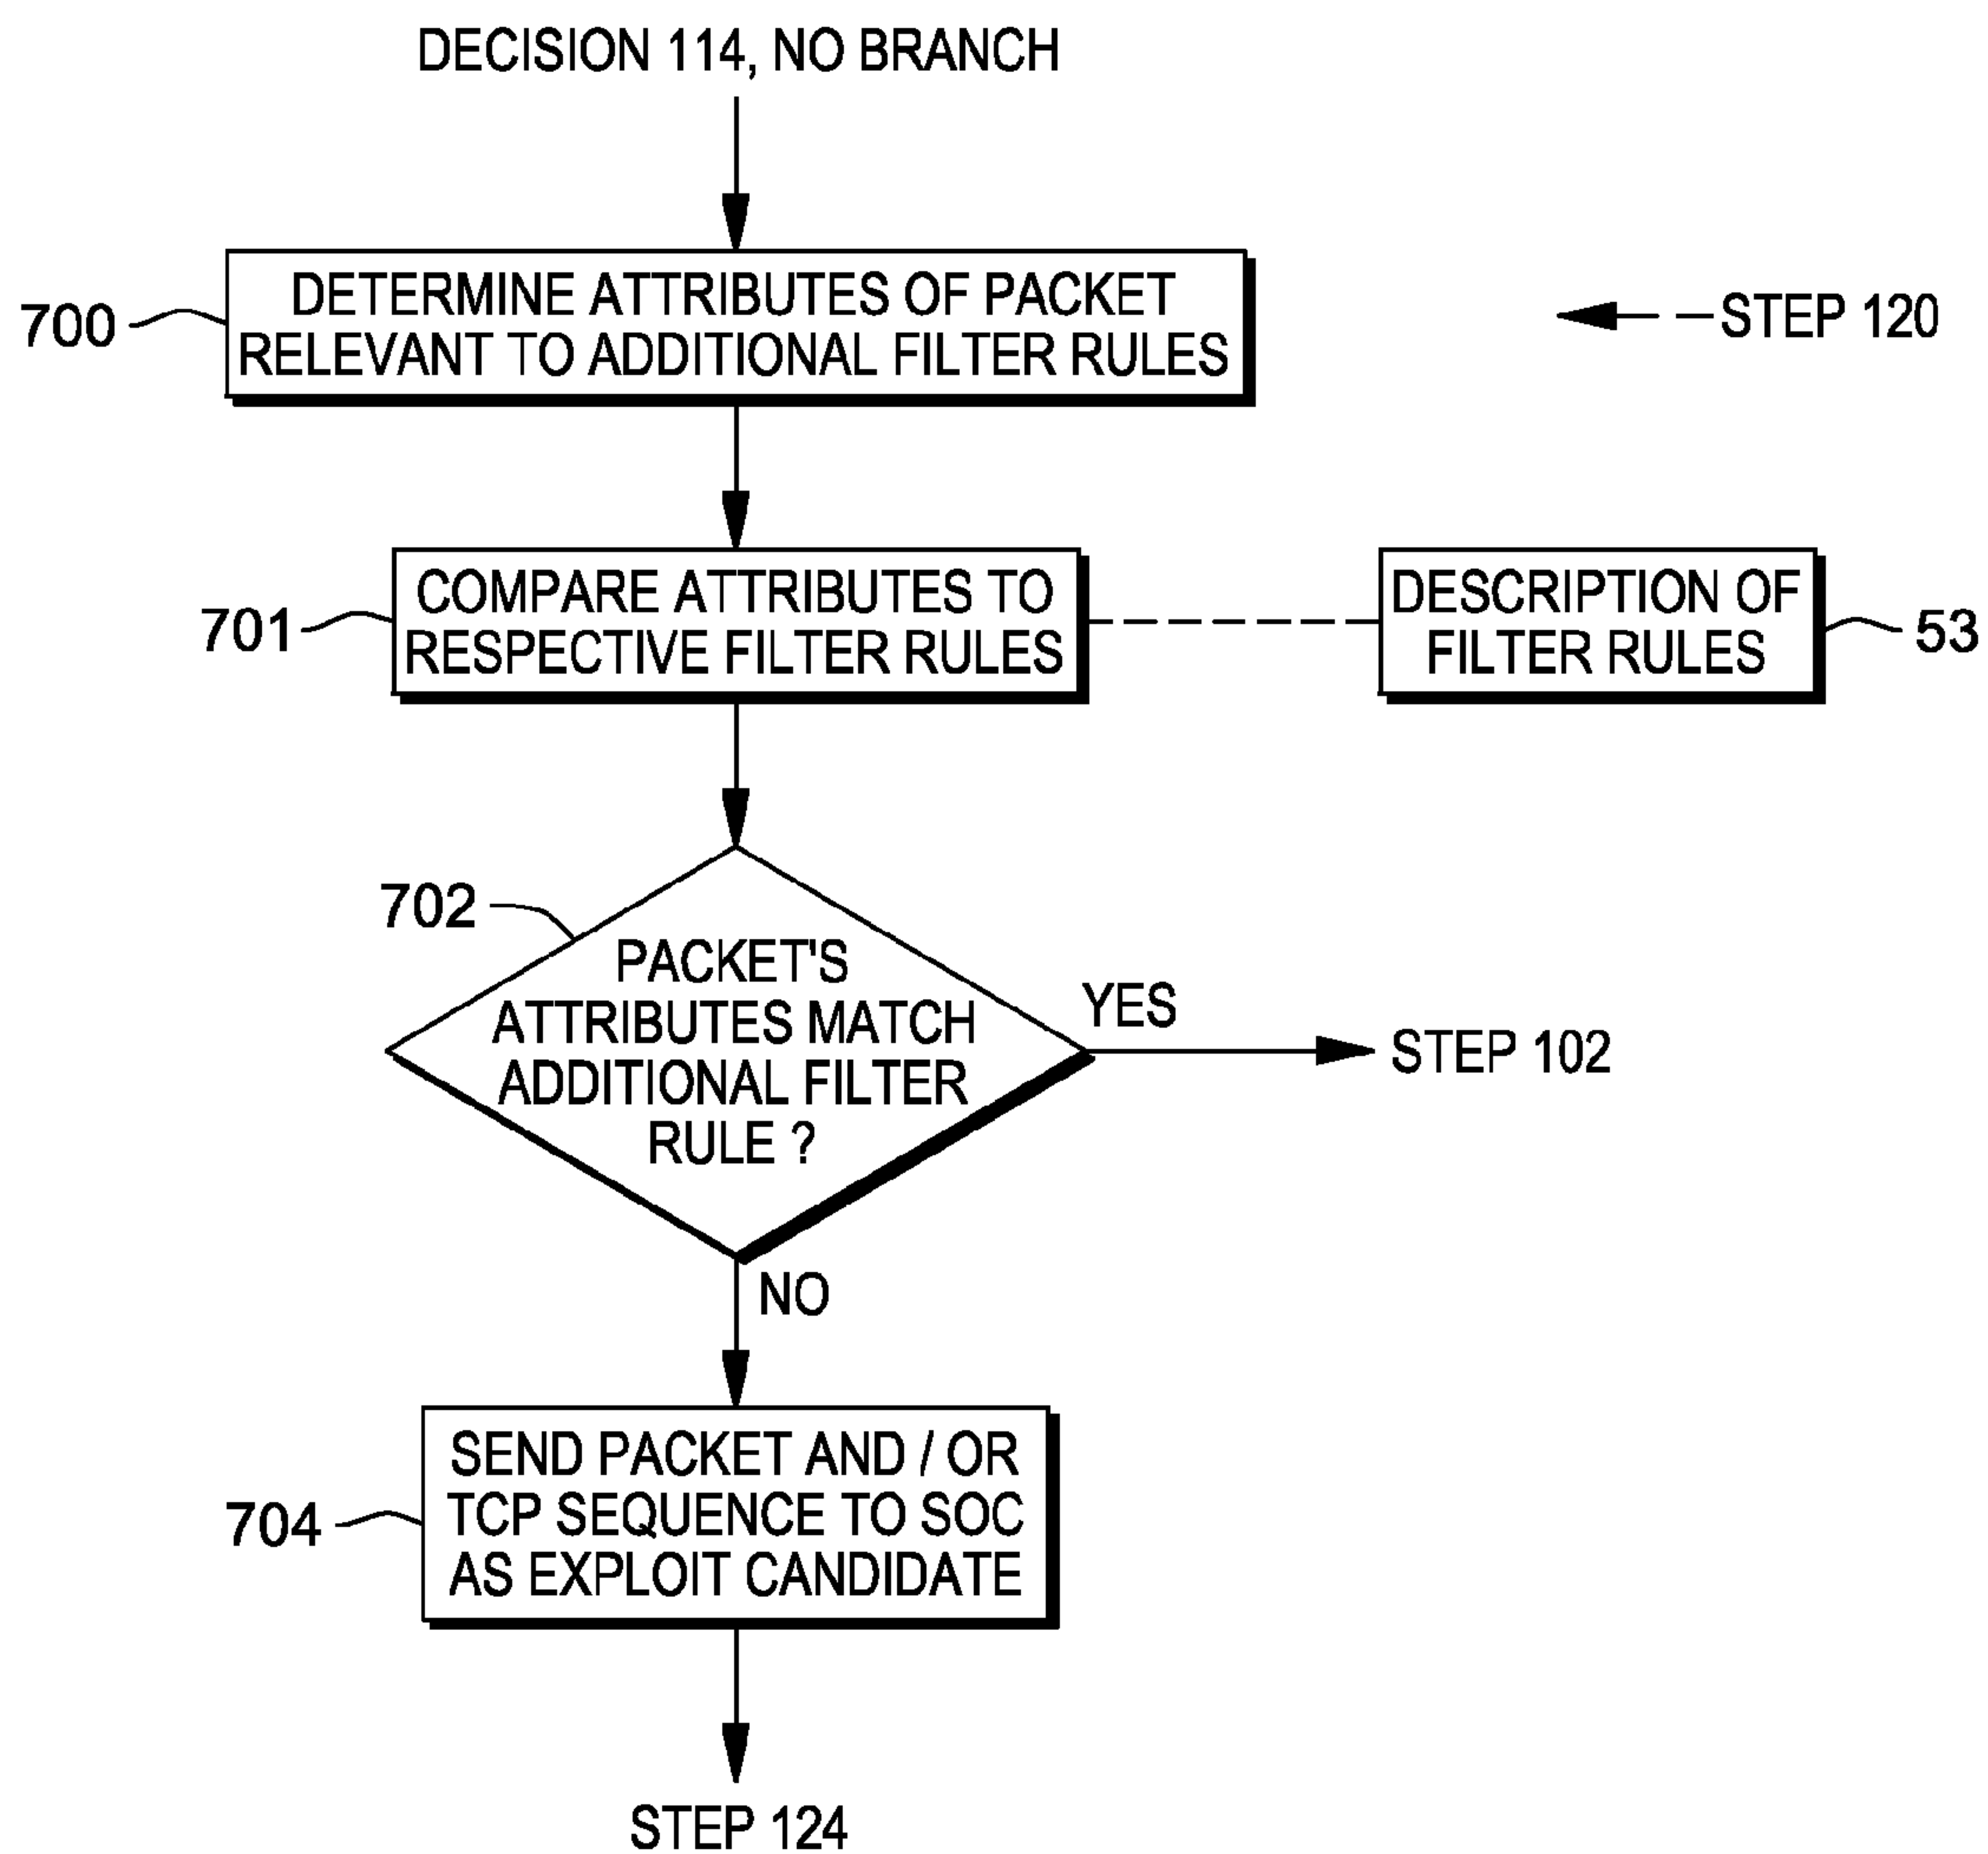 DECISION 114, NO BRANCH
DETERMINE ATTRIBUTES OF PACKET
RELEVANT TO ADDITIONAL FILTER RULES
700
STEP 120
COMPARE ATTRIBUTES TO
RESPECTIVE FILTER RULES
701
DESCRIPTION OF
FILTER RULES
53
702
PACKET'S
ATTRIBUTES MATCH
ADDITIONAL FILTER
RULE ?
YES
STEP 102
NO
SEND PACKET AND / OR
TCP SEQUENCE TO SOC
AS EXPLOIT CANDIDATE
704
STEP 124